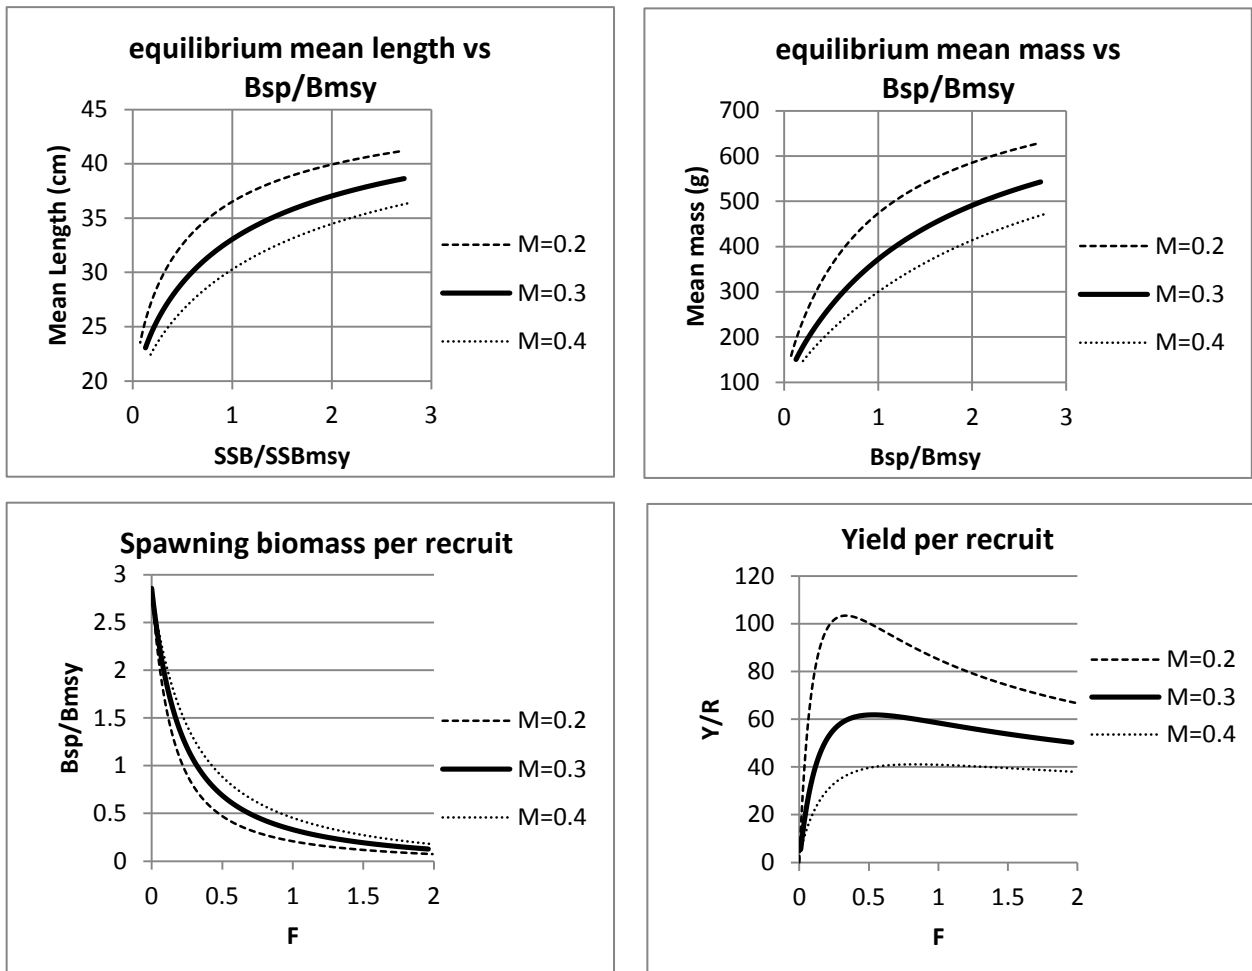 equilibrium mean length vs
Bsp/Bmsy
45
40
35
30
25
20
Mean Length (cm)
0 1 2 3
SSB/SSBmsy
M=0.2
M=0.3
M=0.4
equilibrium mean mass vs
Bsp/Bmsy
700
600
500
400
300
200
100
Mean mass (g)
0 1 2 3
Bsp/Bmsy
M=0.2
M=0.3
M=0.4
Spawning biomass per recruit
3
2.5
2
1.5
1
0.5
0
Bsp/Bmsy
0 0.5 1 1.5 2
F
M=0.2
M=0.3
M=0.4
Yield per recruit
120
100
80
60
40
20
0
Y/R
0 0.5 1 1.5 2
F
M=0.2
M=0.3
M=0.4